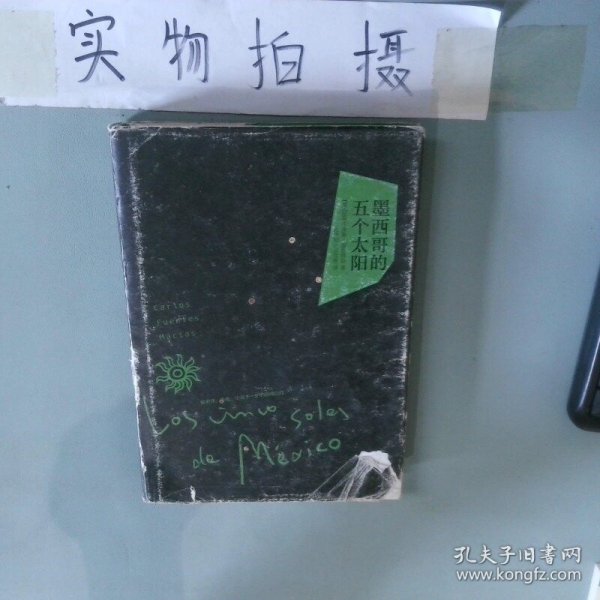 实物拍摄
墨西哥的
五个太阳
Carlos
Fuentes
Macías
Los cinco soles
de México
孔夫子旧书网
www.kongfz.com